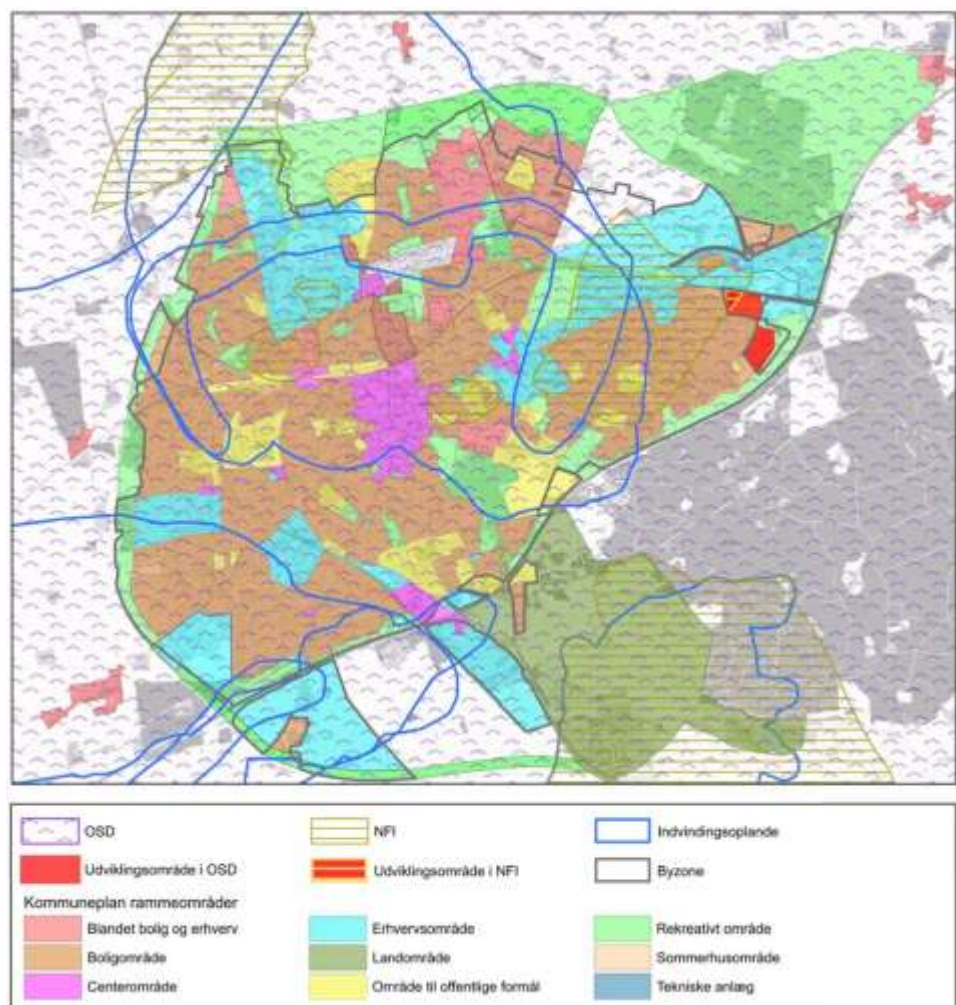 OSD NFI Indvindingsoplande
Udviklingsområde i OSD Udviklingsområde i NFI Byzone
Kommuneplan rammeområder
Blandet bolig og erhverv Erhvervsområde Rekreativt område
Boligområde Landområde Sommerhusområde
Centerområde Område til offentlige formål Tekniske anlæg